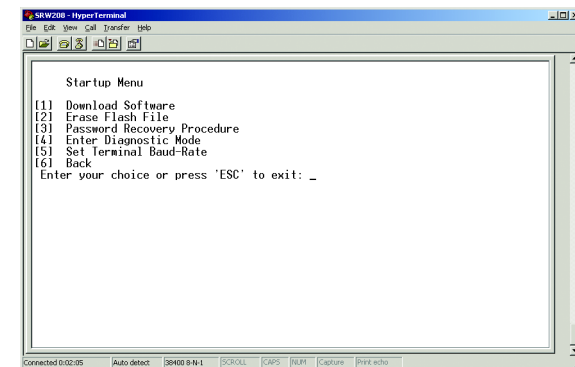 SRW208 - HyperTerminal
File Edit View Call Transfer Help
Startup Menu
[1] Download Software
[2] Erase Flash File
[3] Password Recovery Procedure
[4] Enter Diagnostic Mode
[5] Set Terminal Baud-Rate
[6] Back
Enter your choice or press 'ESC' to exit: _
Connected 0:02:05 Auto detect 38400 8-N-1 SCROLL CAPS NUM Capture Print echo